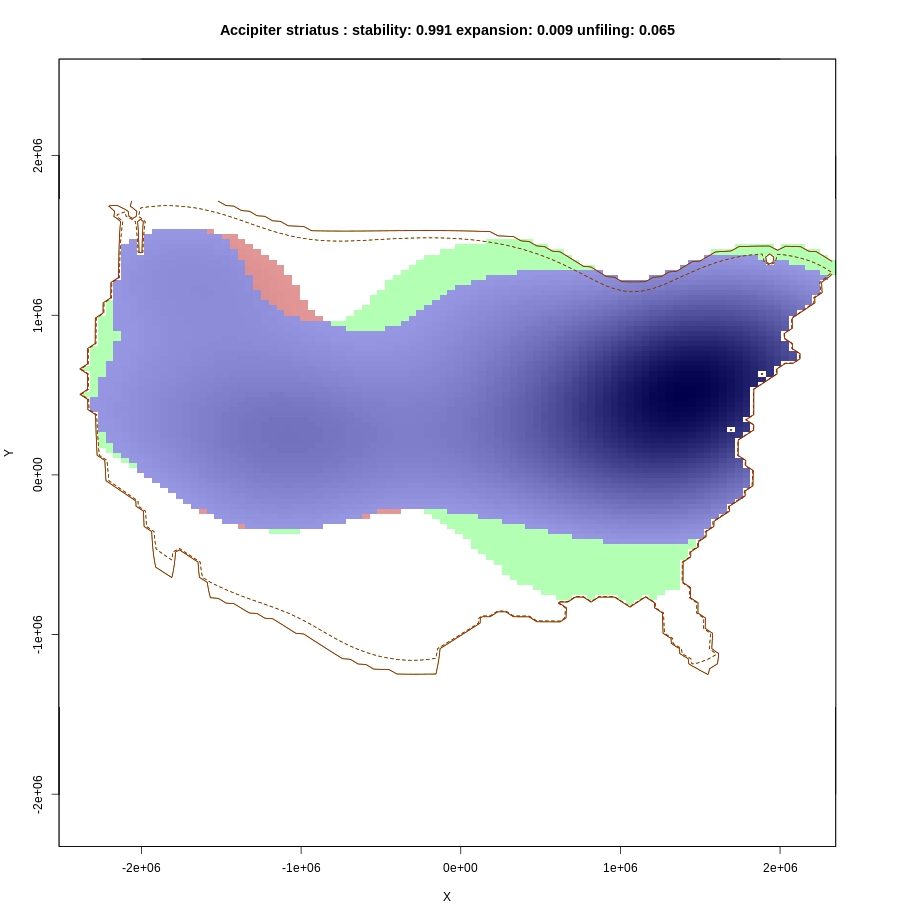 Accipiter striatus : stability: 0.991 expansion: 0.009 unfiling: 0.065
2e+06
1e+06
0e+00
-1e+06
-2e+06
Y
-2e+06 -1e+06 0e+00 1e+06 2e+06
X